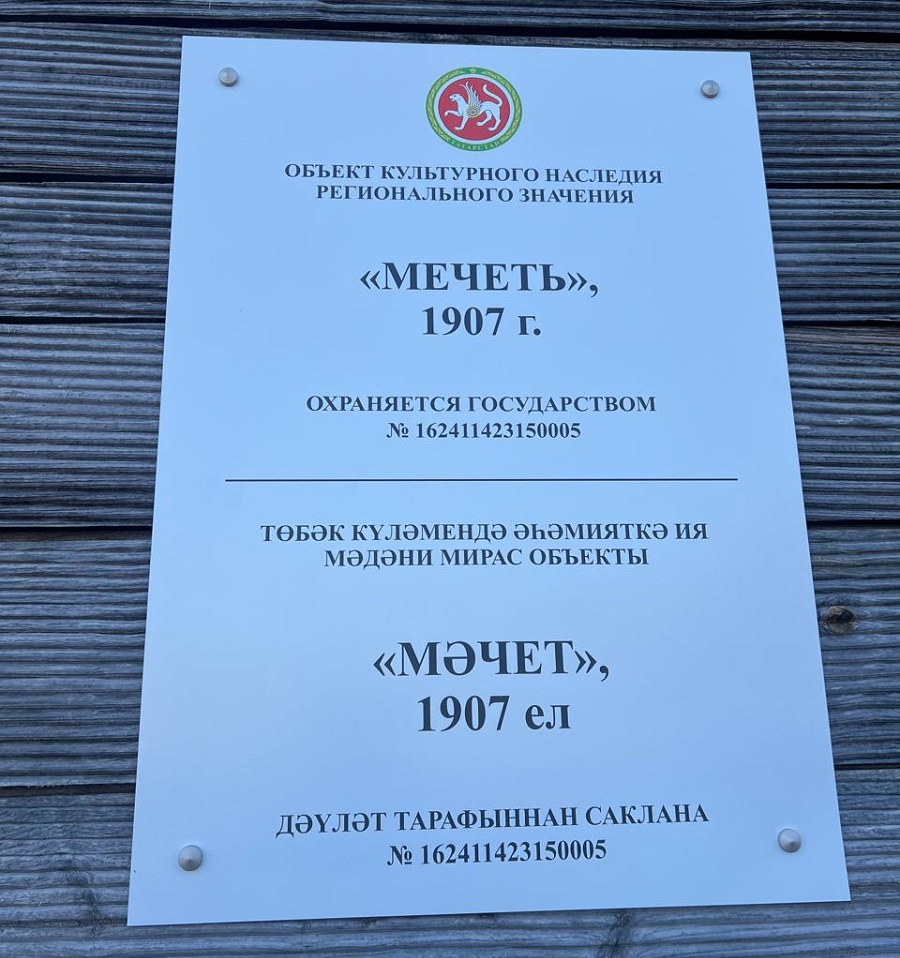 ТАТАРСТАН
ОБЪЕКТ КУЛЬТУРНОГО НАСЛЕДИЯ
РЕГИОНАЛЬНОГО ЗНАЧЕНИЯ
«МЕЧЕТЬ»,
1907 г.
ОХРАНЯЕТСЯ ГОСУДАРСТВОМ
№ 162411423150005
ТӨБӘК КҮЛӘМЕНДӘ ӘҺӘМИЯТКӘ ИЯ
МӘДӘНИ МИРАС ОБЪЕКТЫ
«МӘЧЕТ»,
1907 ел
ДӘҮЛӘТ ТАРАФЫННАН САКЛАНА
№ 162411423150005